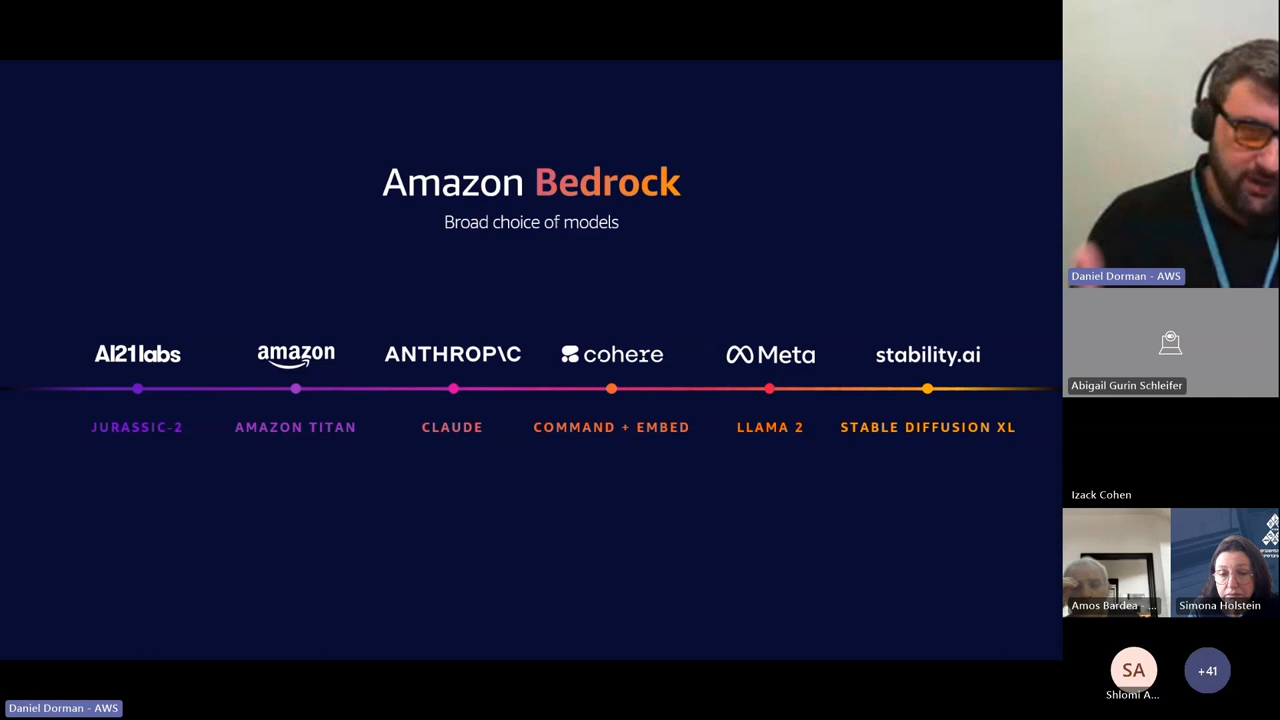 Amazon Bedrock
Broad choice of models
AI21labs
amazon
ANTHROP\C
cohere
Meta
stability.ai
JURASSIC-2
AMAZON TITAN
CLAUDE
COMMAND + EMBED
LLAMA 2
STABLE DIFFUSION XL
Daniel Dorman - AWS
Abigail Gurin Schleifer
Izack Cohen
Amos Bardea - ...
Simona Holstein
SA
Shlomi A...
+41
Daniel Dorman - AWS